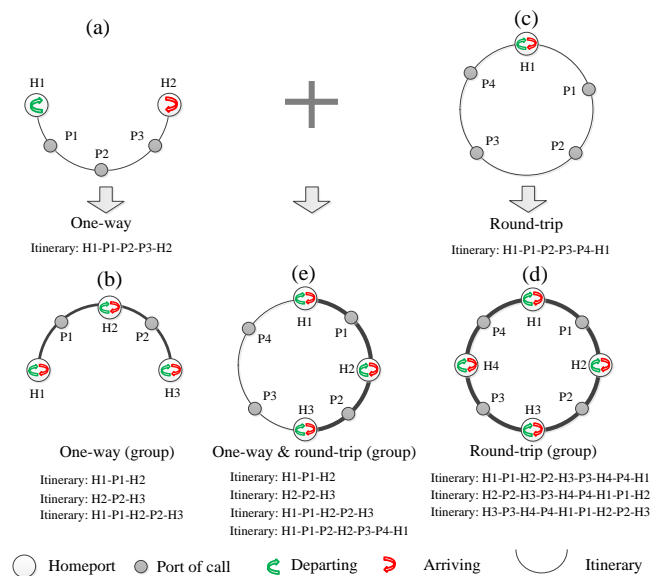 (a)
(c)
H1
H2
P1
P2
P3
H1
P4
P1
P3
P2
One-way
Itinerary: H1-P1-P2-P3-H2
Round-trip
Itinerary: H1-P1-P2-P3-P4-H1
(b)
(e)
(d)
H2
P1
P2
H1
H3
H1
P4
P1
H2
P3
P2
H3
H1
P4
P1
H4
H2
P3
P2
H3
One-way (group)
Itinerary: H1-P1-H2
Itinerary: H2-P2-H3
Itinerary: H1-P1-H2-P2-H3
One-way & round-trip (group)
Itinerary: H1-P1-H2
Itinerary: H2-P2-H3
Itinerary: H1-P1-H2-P2-H3
Itinerary: H1-P1-P2-H2-P3-P4-H1
Round-trip (group)
Itinerary: H1-P1-H2-P2-H3-P3-H4-P4-H1
Itinerary: H2-P2-H3-P3-H4-P4-H1-P1-H2
Itinerary: H3-P3-H4-P4-H1-P1-H2-P2-H3
Homeport
Port of call
Departing
Arriving
Itinerary